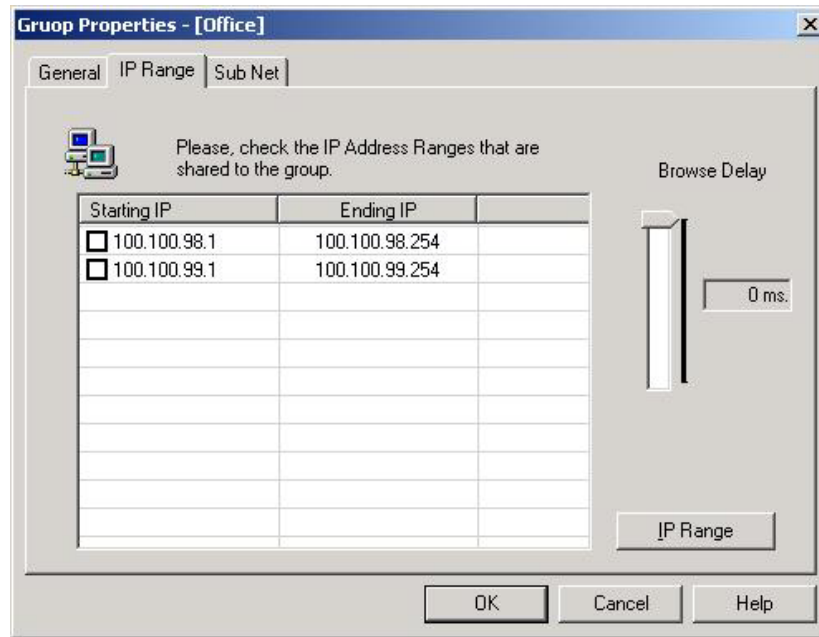 Gruop Properties - [Office]
General IP Range Sub Net
Please, check the IP Address Ranges that are
shared to the group.
Browse Delay
Starting IP Ending IP
100.100.98.1 100.100.98.254
100.100.99.1 100.100.99.254
0 ms.
IP Range
OK Cancel Help